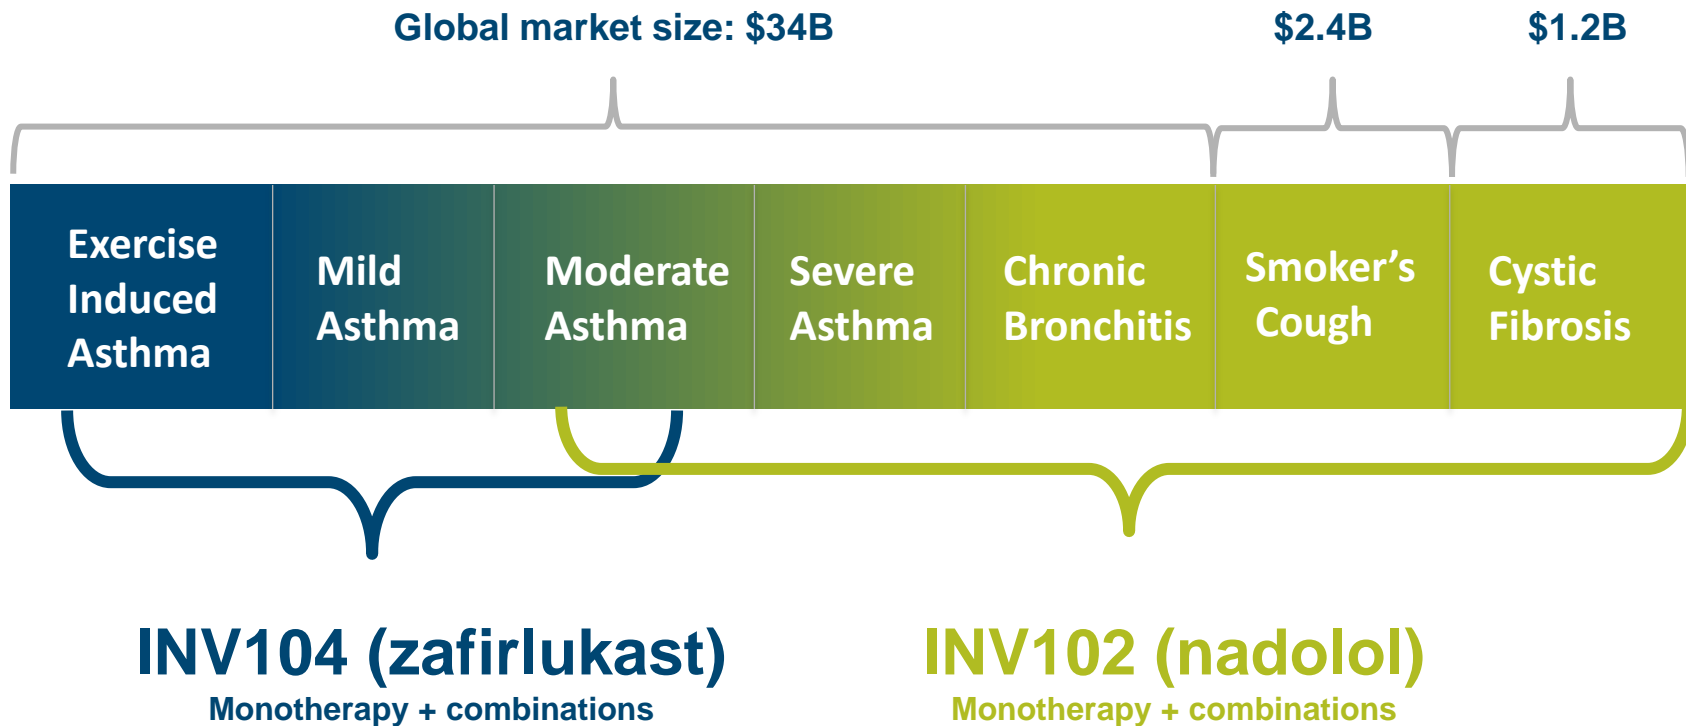 Global market size: $34B
$2.4B
$1.2B
Exercise
Induced
Asthma
Mild
Asthma
Moderate
Asthma
Severe
Asthma
Chronic
Bronchitis
Smoker’s
Cough
Cystic
Fibrosis
INV104 (zafirlukast)
Monotherapy + combinations
INV102 (nadolol)
Monotherapy + combinations